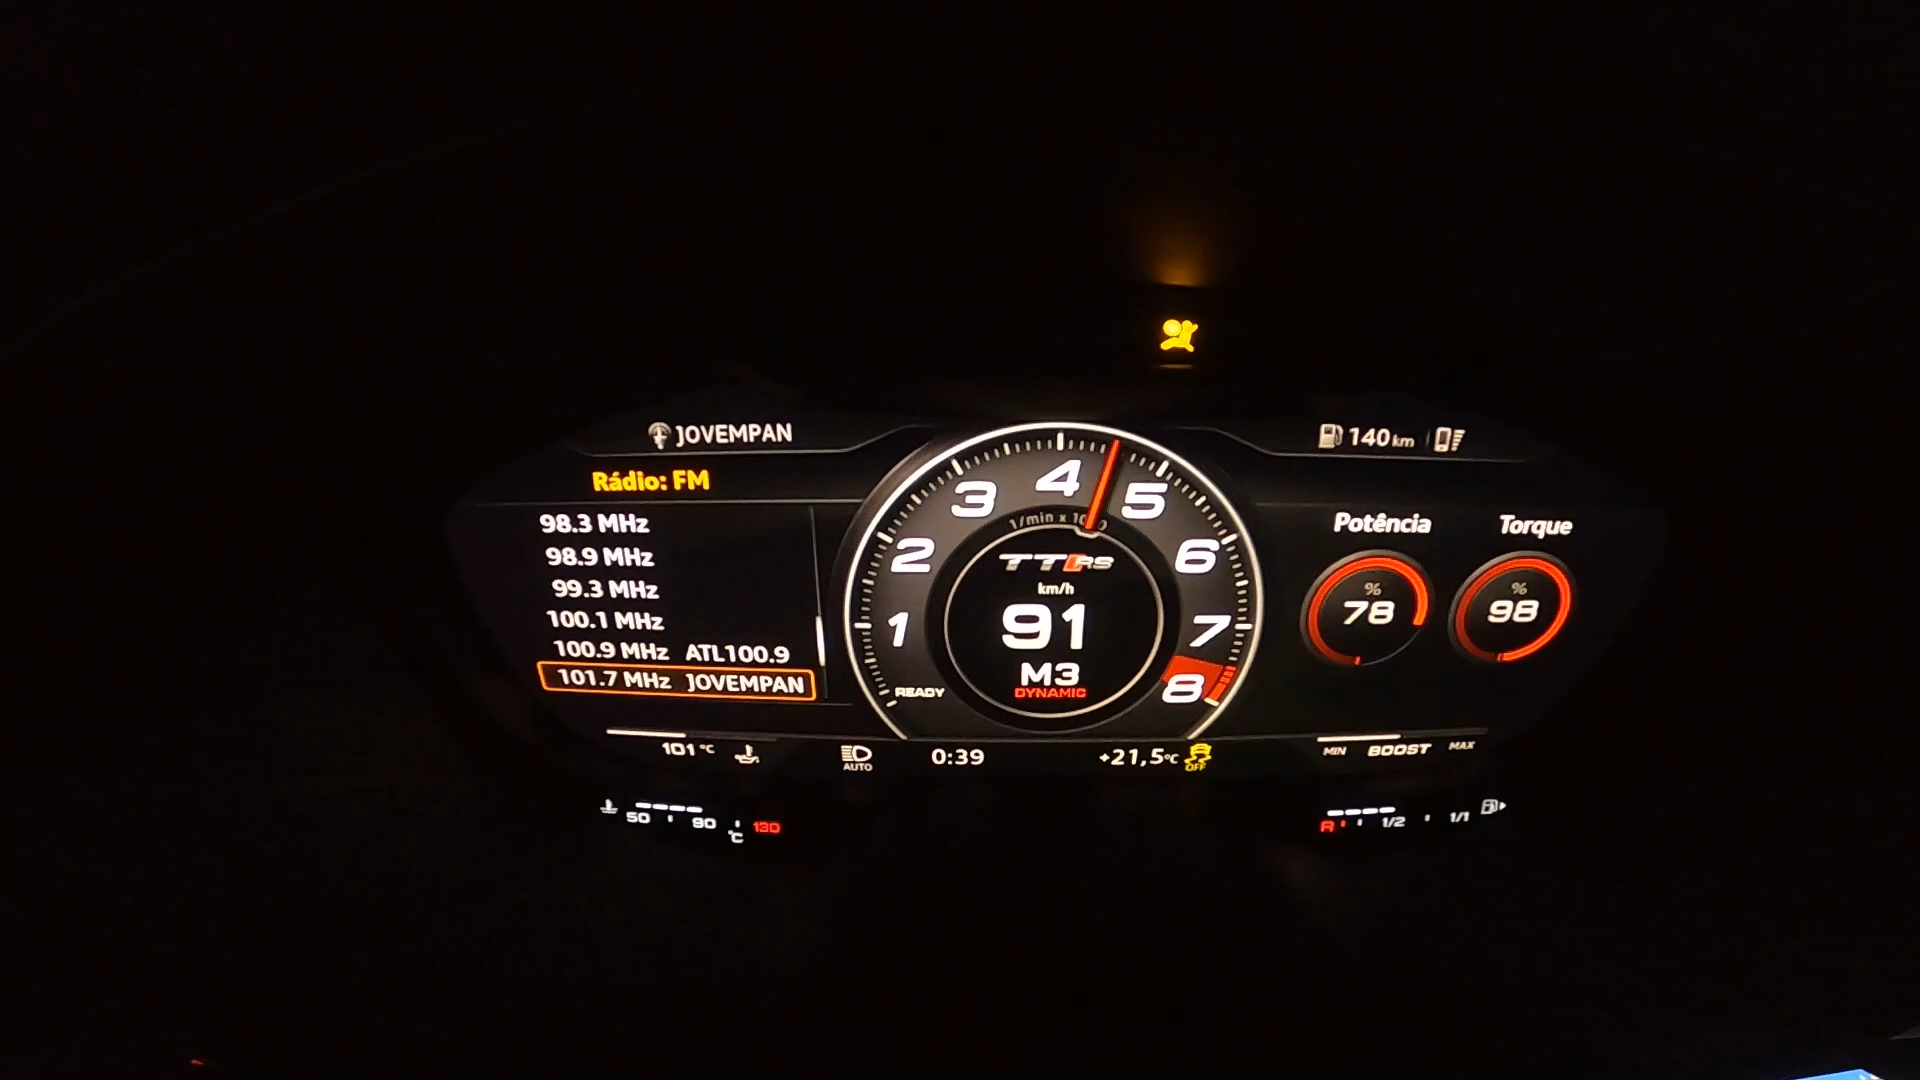 JOVEMPAN
140 km
Rádio: FM
98.3 MHz
98.9 MHz
99.3 MHz
100.1 MHz
100.9 MHz ATL100.9
101.7 MHz JOVEMPAN
1 2 3 4 5 6 7 8
1/min x 1000
TT RS
km/h
91
M3
DYNAMIC
READY
Potência
% 78
Torque
% 98
101 °C
AUTO
0:39
+21,5°C
OFF
MIN BOOST MAX
50 90 °C 130
R 1/2 1/1